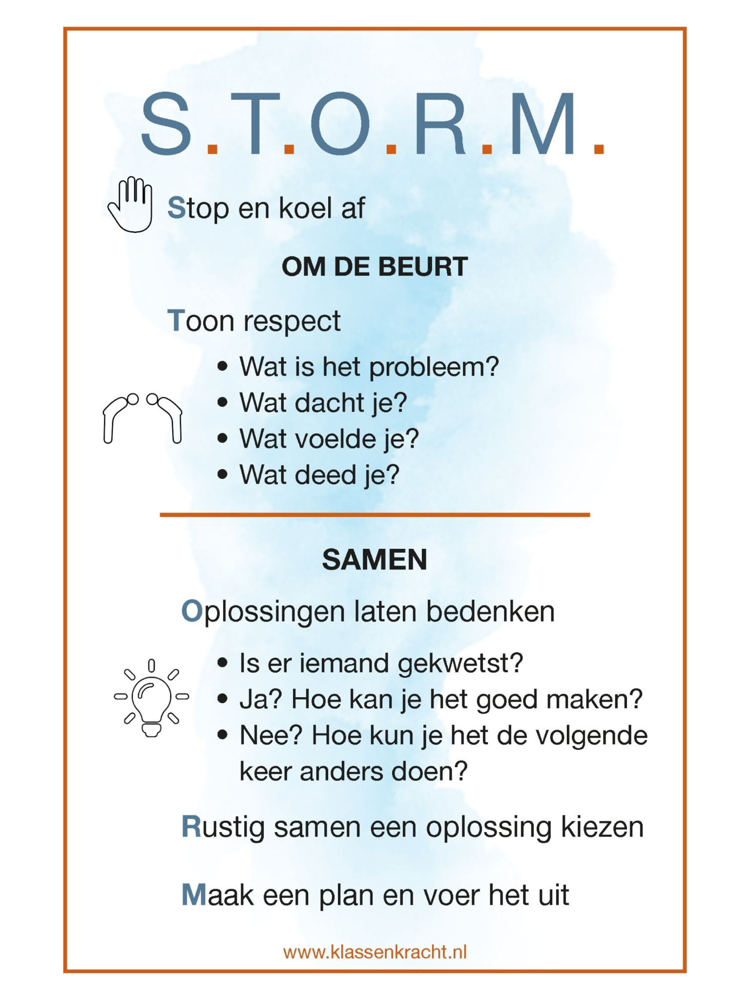 S.T.O.R.M.
Stop en koel af
OM DE BEURT
Toon respect
• Wat is het probleem?
• Wat dacht je?
• Wat voelde je?
• Wat deed je?
SAMEN
Oplossingen laten bedenken
• Is er iemand gekwetst?
• Ja? Hoe kan je het goed maken?
• Nee? Hoe kun je het de volgende
keer anders doen?
Rustig samen een oplossing kiezen
Maak een plan en voer het uit
www.klassenkracht.nl